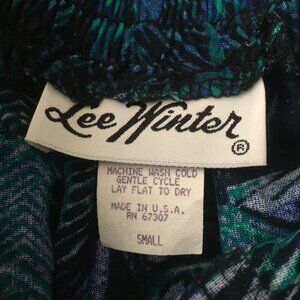 Lee Winter
®
MACHINE WASH COLD
GENTLE CYCLE
LAY FLAT TO DRY
MADE IN U.S.A.
RN 67307
SMALL